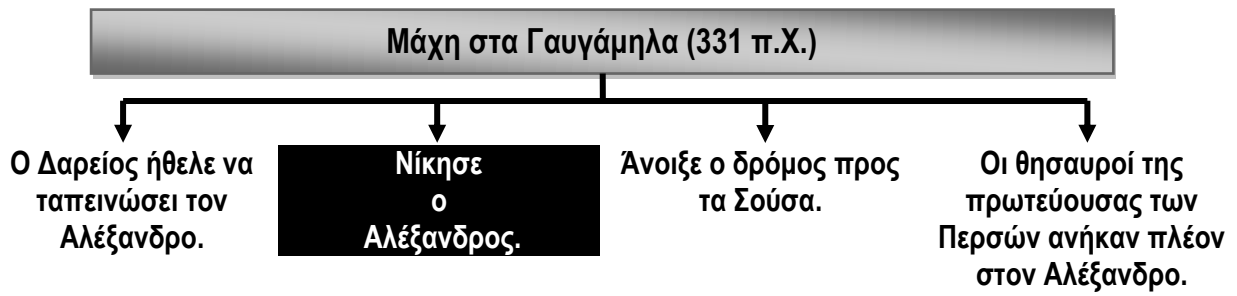 Μάχη στα Γαυγάμηλα (331 π.Χ.)
Ο Δαρείος ήθελε να
ταπεινώσει τον
Αλέξανδρο.
Νίκησε
ο
Αλέξανδρος.
Άνοιξε ο δρόμος προς
τα Σούσα.
Οι θησαυροί της
πρωτεύουσας των
Περσών ανήκαν πλέον
στον Αλέξανδρο.